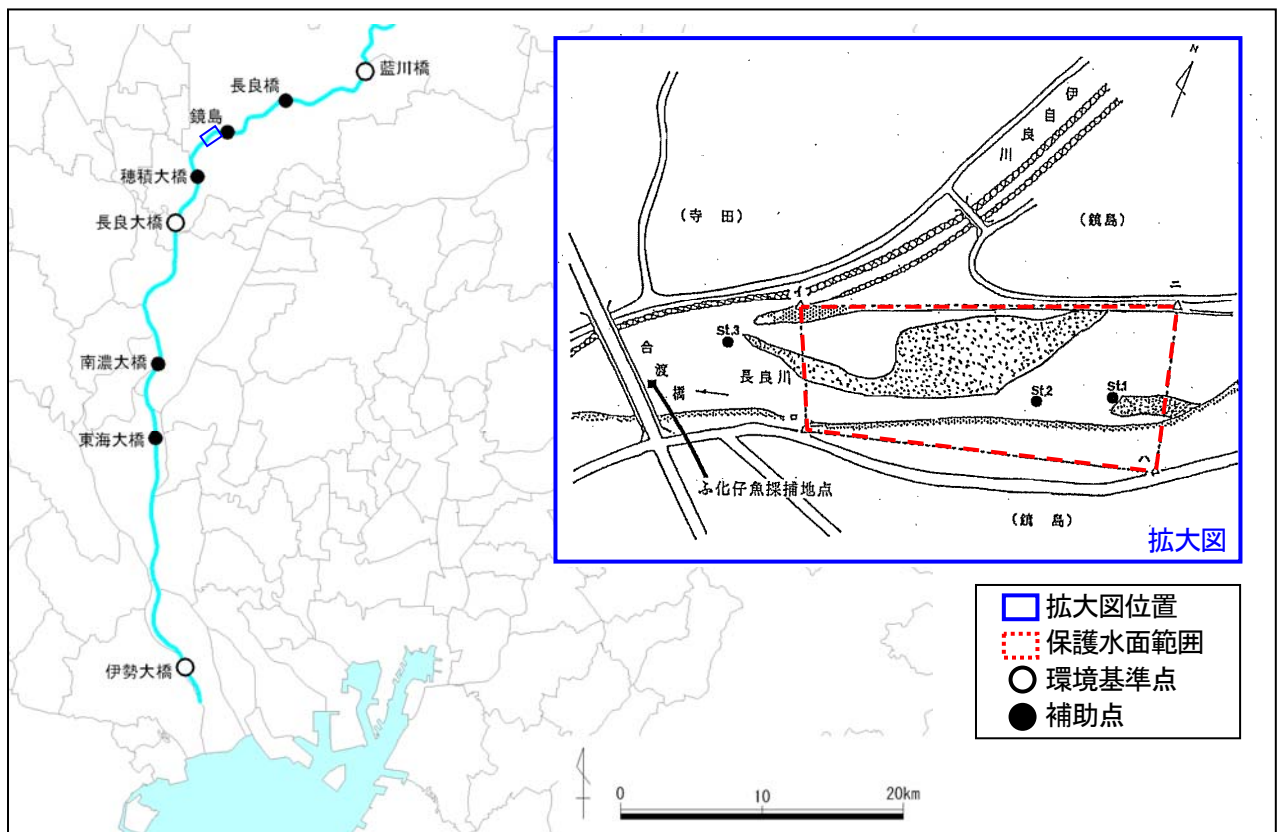 藍川橋
長良橋
鏡島
穂積大橋
長良大橋
南濃大橋
東海大橋
伊勢大橋
0 10 20km
N
伊
自
良
川
(寺田)
(鏡島)
イ
ニ
St.3
合
渡
橋
長良川
St.2
St.1
ロ
ハ
ふ化仔魚採捕地点
(鏡島)
拡大図
拡大図位置
保護水面範囲
環境基準点
補助点